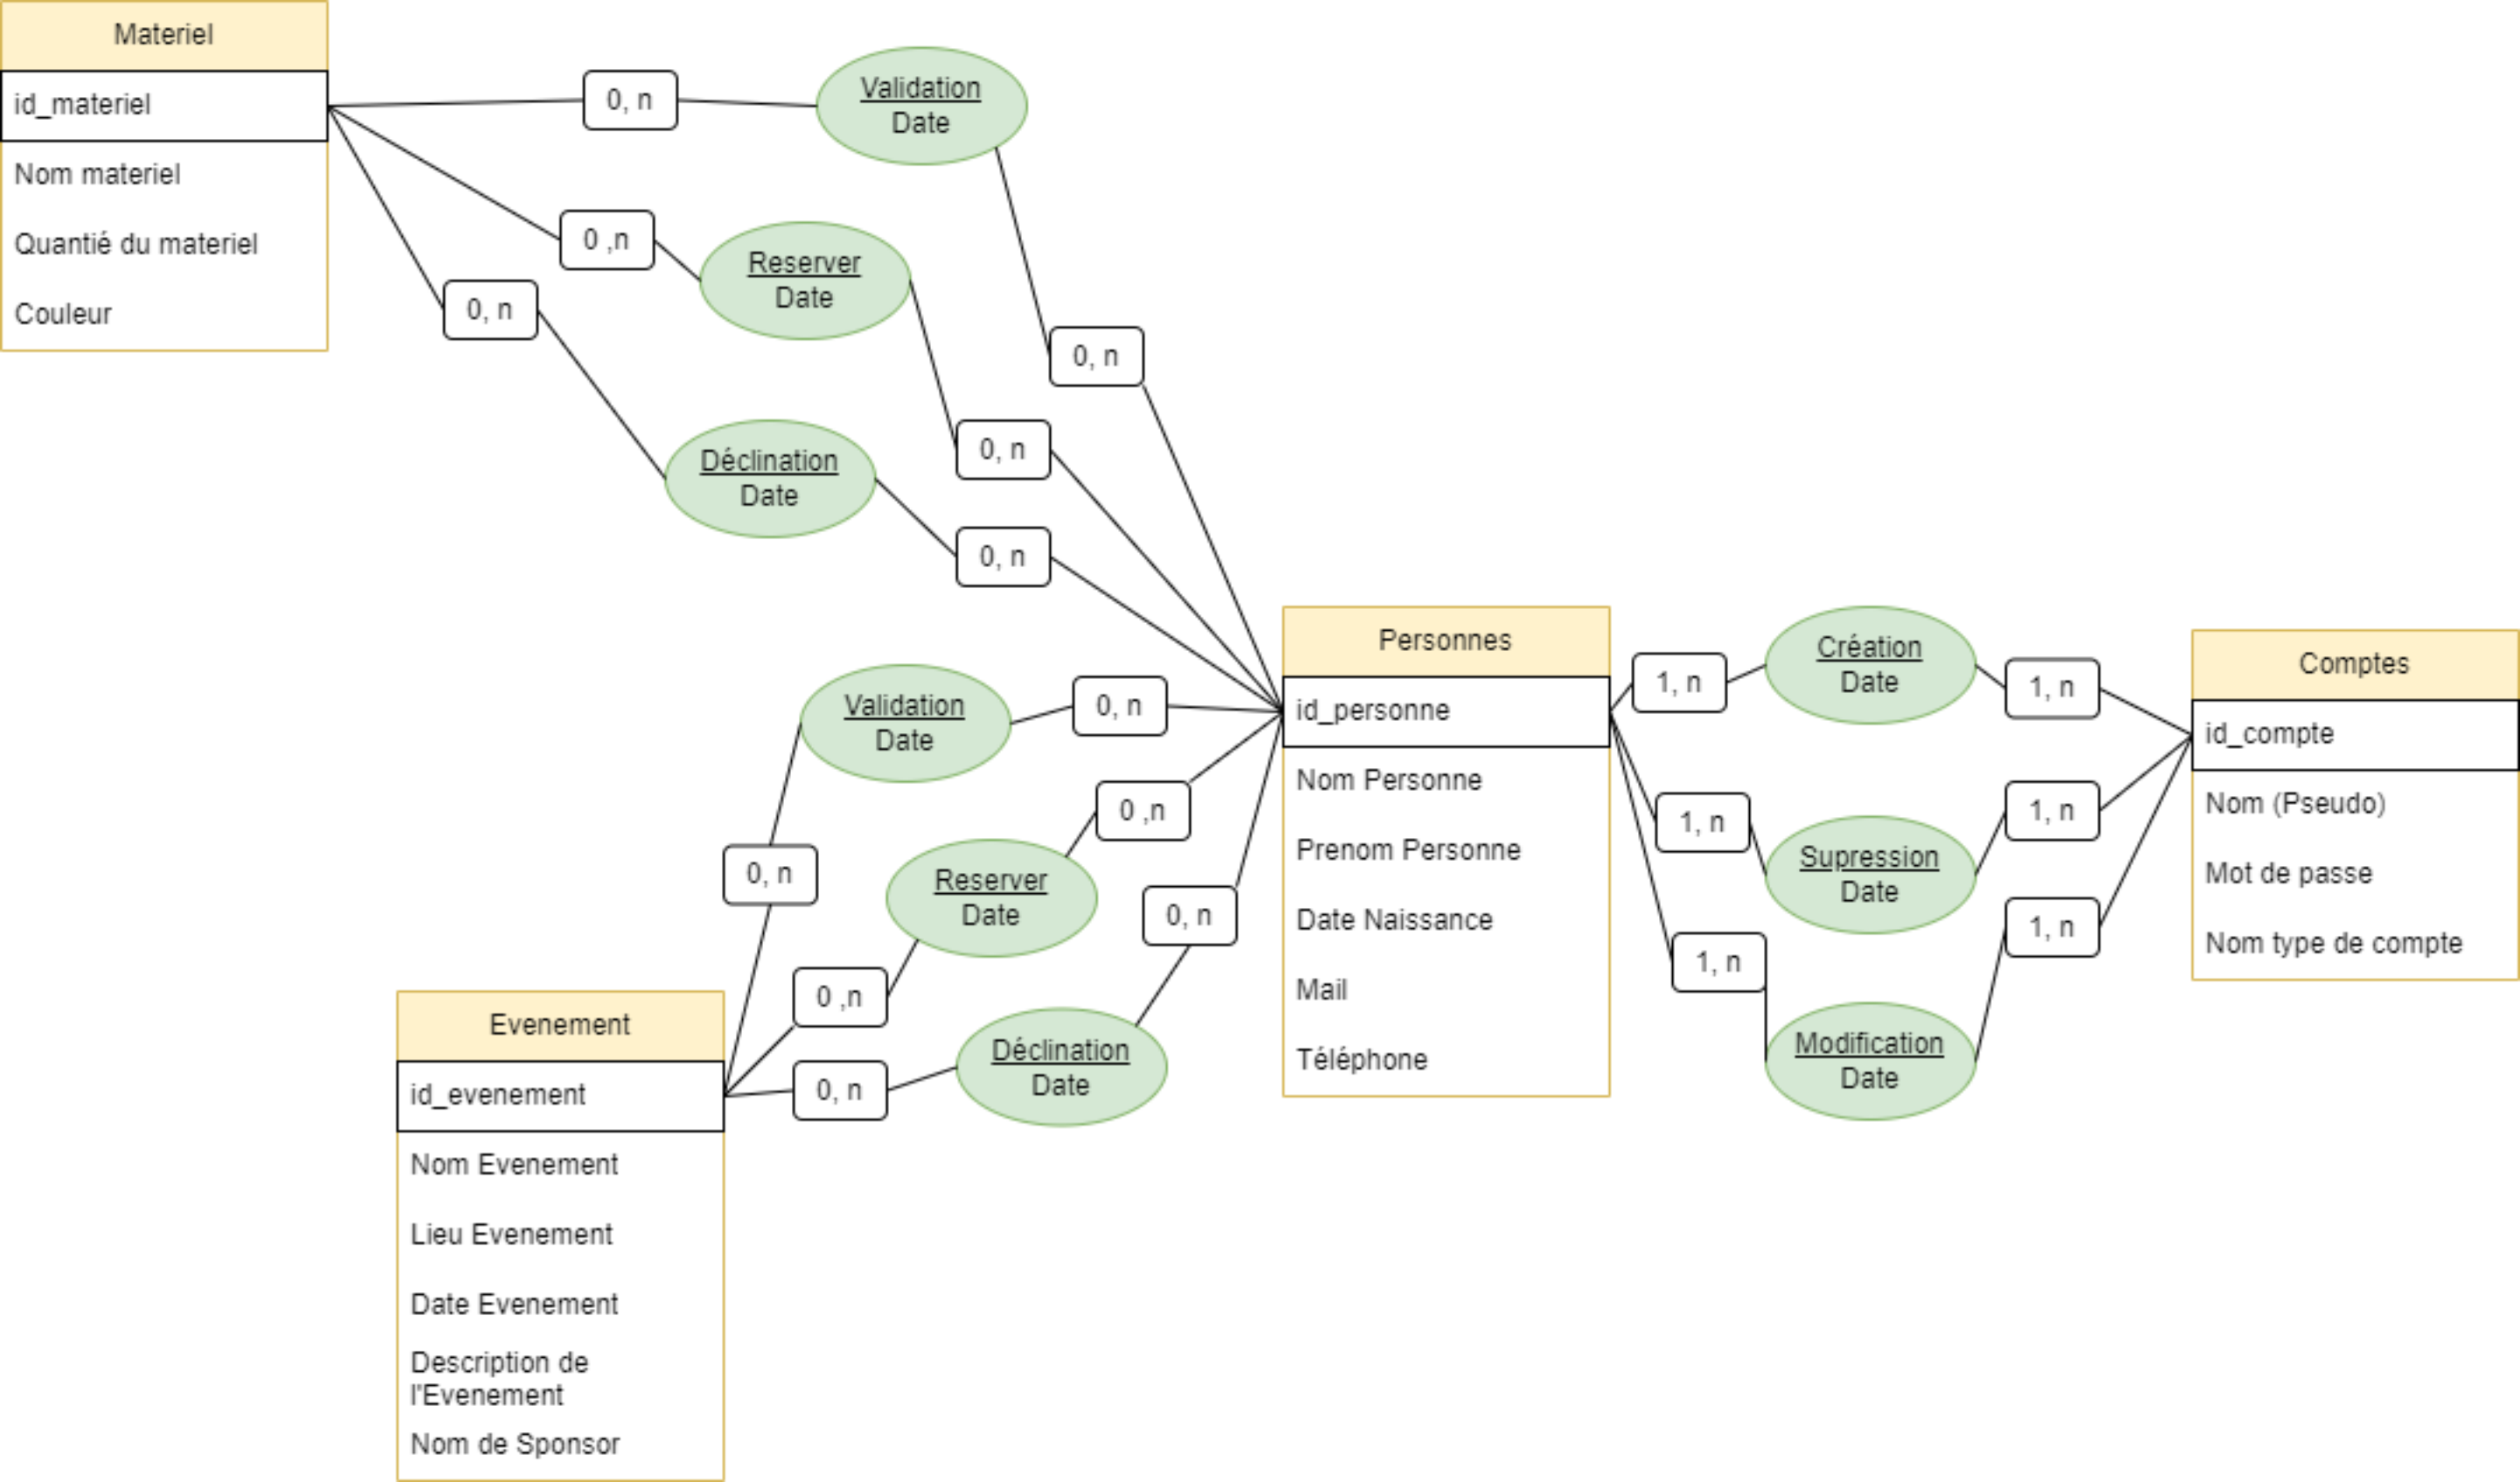 Materiel
id_materiel
Nom materiel
Quantié du materiel
Couleur
0, n
Validation
Date
0, n
0 ,n
Reserver
Date
0, n
0, n
Déclination
Date
0, n
Validation
Date
0, n
0, n
Reserver
Date
0 ,n
0 ,n
Déclination
Date
0, n
0, n
Evenement
id_evenement
Nom Evenement
Lieu Evenement
Date Evenement
Description de
l'Evenement
Nom de Sponsor
Personnes
id_personne
Nom Personne
Prenom Personne
Date Naissance
Mail
Téléphone
1, n
Création
Date
1, n
1, n
Supression
Date
1, n
1, n
Modification
Date
1, n
Comptes
id_compte
Nom (Pseudo)
Mot de passe
Nom type de compte